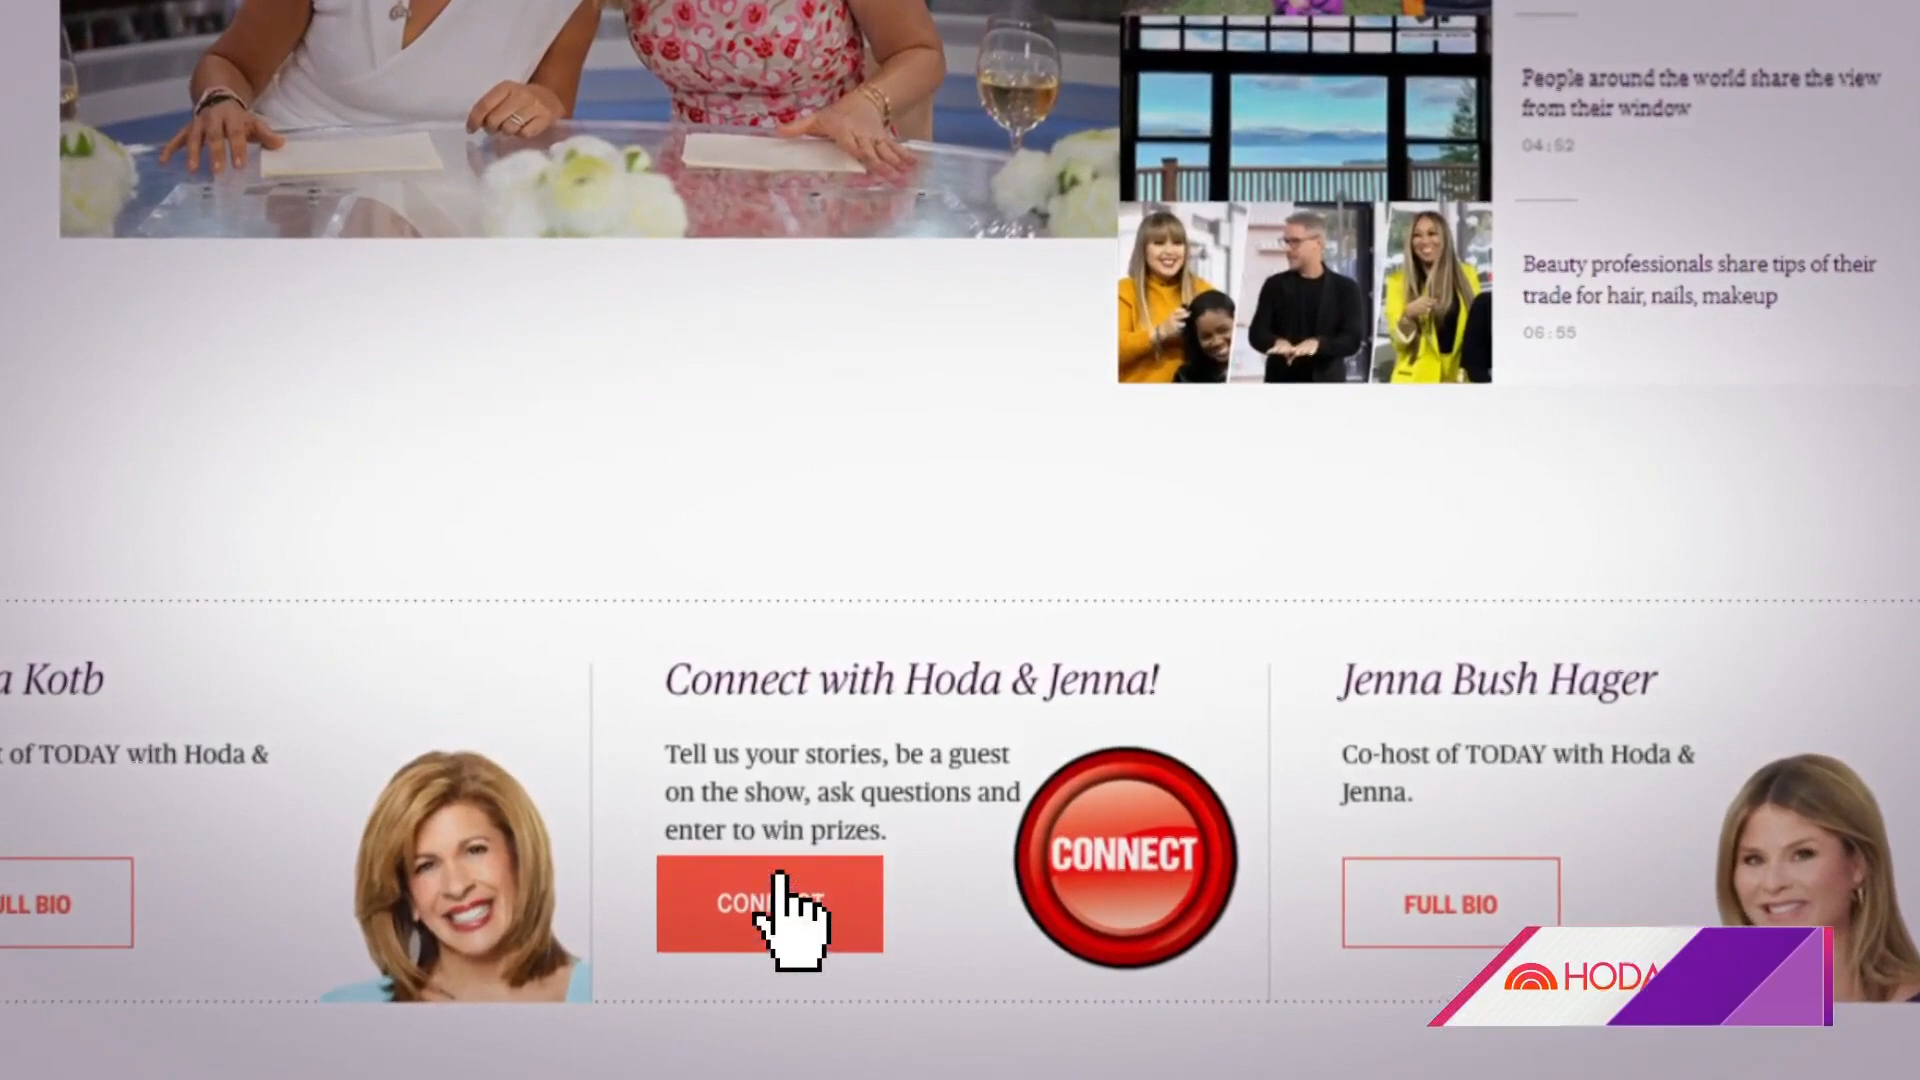 People around the world share the view
from their window
04:52
Beauty professionals share tips of their
trade for hair, nails, makeup
06:55
a Kotb
of TODAY with Hoda &
ULL BIO
Connect with Hoda & Jenna!
Tell us your stories, be a guest
on the show, ask questions and
enter to win prizes.
CON
CONNECT
Jenna Bush Hager
Co-host of TODAY with Hoda &
Jenna.
FULL BIO
HODA